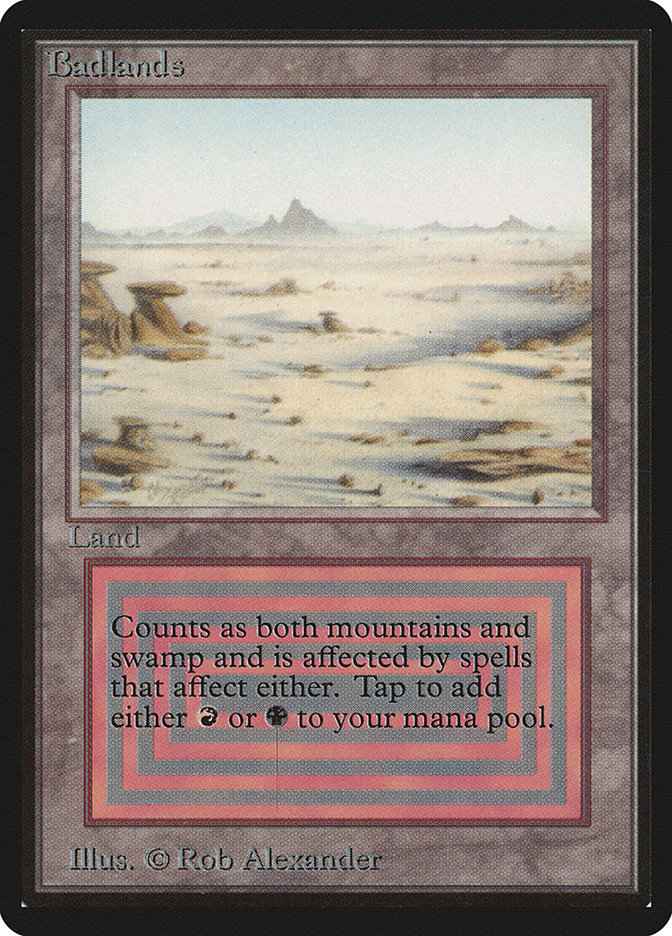 Badlands
Land
Counts as both mountains and
swamp and is affected by spells
that affect either. Tap to add
either or to your mana pool.
Illus. © Rob Alexander